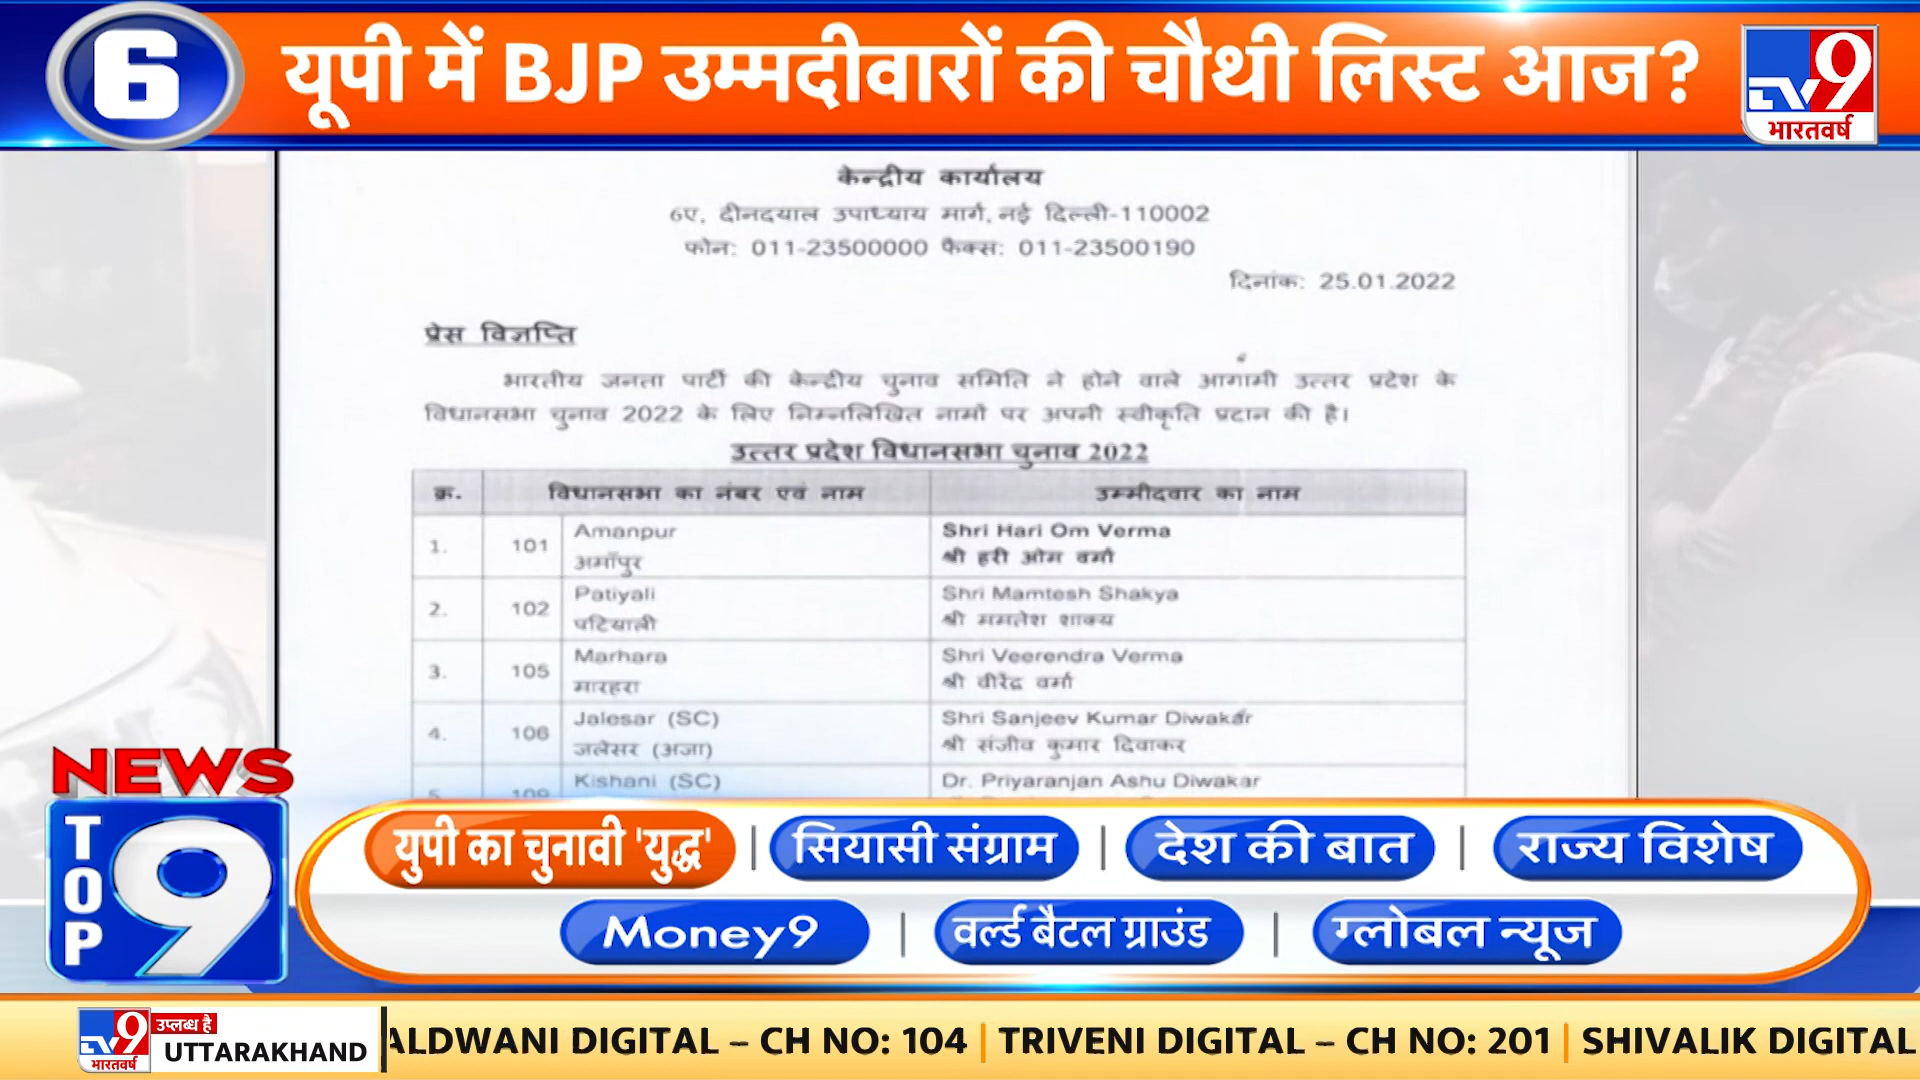 6
यूपी में BJP उम्मदीवारों की चौथी लिस्ट आज?
TV9
भारतवर्ष
केन्द्रीय कार्यालय
6ए, दीनदयाल उपाध्याय मार्ग, नई दिल्ली-110002
फोन: 011-23500000 फैक्स: 011-23500190
दिनांक: 25.01.2022
प्रेस विज्ञप्ति
भारतीय जनता पार्टी की केन्द्रीय चुनाव समिति ने होने वाले आगामी उत्तर प्रदेश के
विधानसभा चुनाव 2022 के लिए निम्नलिखित नामों पर अपनी स्वीकृति प्रदान की है।
उत्तर प्रदेश विधानसभा चुनाव 2022
क्र. विधानसभा का नंबर एवं नाम उम्मीदवार का नाम
1. 101 Amanpur Shri Hari Om Verma
अमॉंपुर श्री हरी ओम वर्मा
2. 102 Patiyali Shri Mamtesh Shakya
पटियाली श्री ममतेश शाक्य
3. 105 Marhara Shri Veerendra Verma
मारहरा श्री वीरेंद्र वर्मा
4. 106 Jalesar (SC) Shri Sanjeev Kumar Diwakar
जलेसर (अजा) श्री संजीव कुमार दिवाकर
5. 109 Kishani (SC) Dr. Priyaranjan Ashu Diwakar
NEWS
TOP
9
यूपी का चुनावी 'युद्ध' | सियासी संग्राम | देश की बात | राज्य विशेष
Money9 | वर्ल्ड बैटल ग्राउंड | ग्लोबल न्यूज
TV9
भारतवर्ष
उपलब्ध है
UTTARAKHAND
ALDWANI DIGITAL – CH NO: 104 | TRIVENI DIGITAL – CH NO: 201 | SHIVALIK DIGITAL